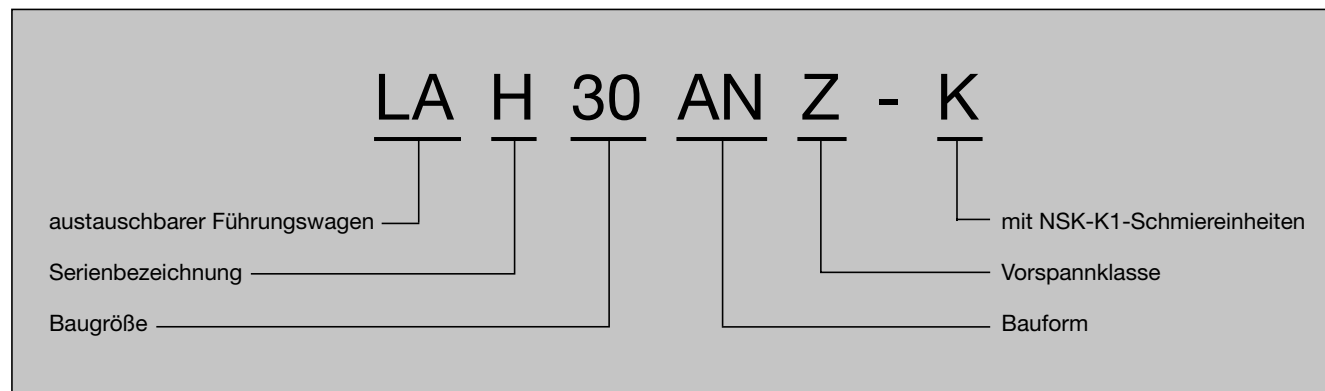 LA H 30 AN Z - K
austauschbarer Führungswagen
mit NSK-K1-Schmiereinheiten
Serienbezeichnung
Vorspannklasse
Baugröße
Bauform